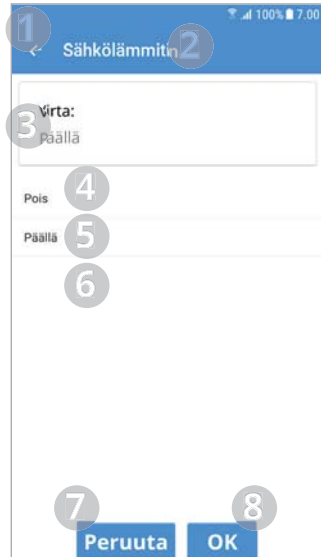 100% 7.00
1
Sähkölämmitin 2
Virta:
3
Päällä
Pois 4
Päällä 5
6
7 8
Peruuta OK